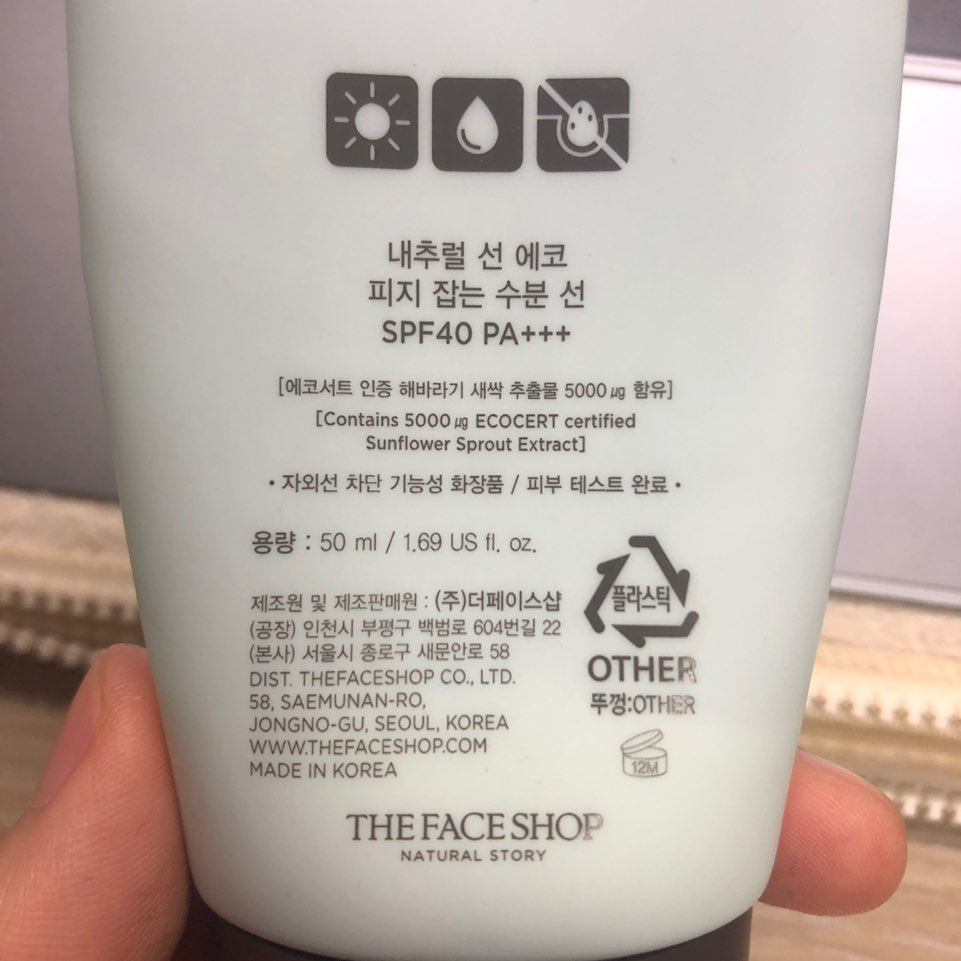 내추럴 선 에코
피지 잡는 수분 선
SPF40 PA+++
[에코서트 인증 해바라기 새싹 추출물 5000㎍ 함유]
[Contains 5000㎍ ECOCERT certified
Sunflower Sprout Extract]
• 자외선 차단 기능성 화장품 / 피부 테스트 완료 •
용량 : 50 ml / 1.69 US fl. oz.
제조원 및 제조판매원 : (주)더페이스샵
(공장) 인천시 부평구 백범로 604번길 22
(본사) 서울시 종로구 새문안로 58
DIST. THEFACESHOP CO., LTD.
58, SAEMUNAN-RO,
JONGNO-GU, SEOUL, KOREA
WWW.THEFACESHOP.COM
MADE IN KOREA
플라스틱
OTHER
뚜껑:OTHER
12M
THE FACE SHOP
NATURAL STORY